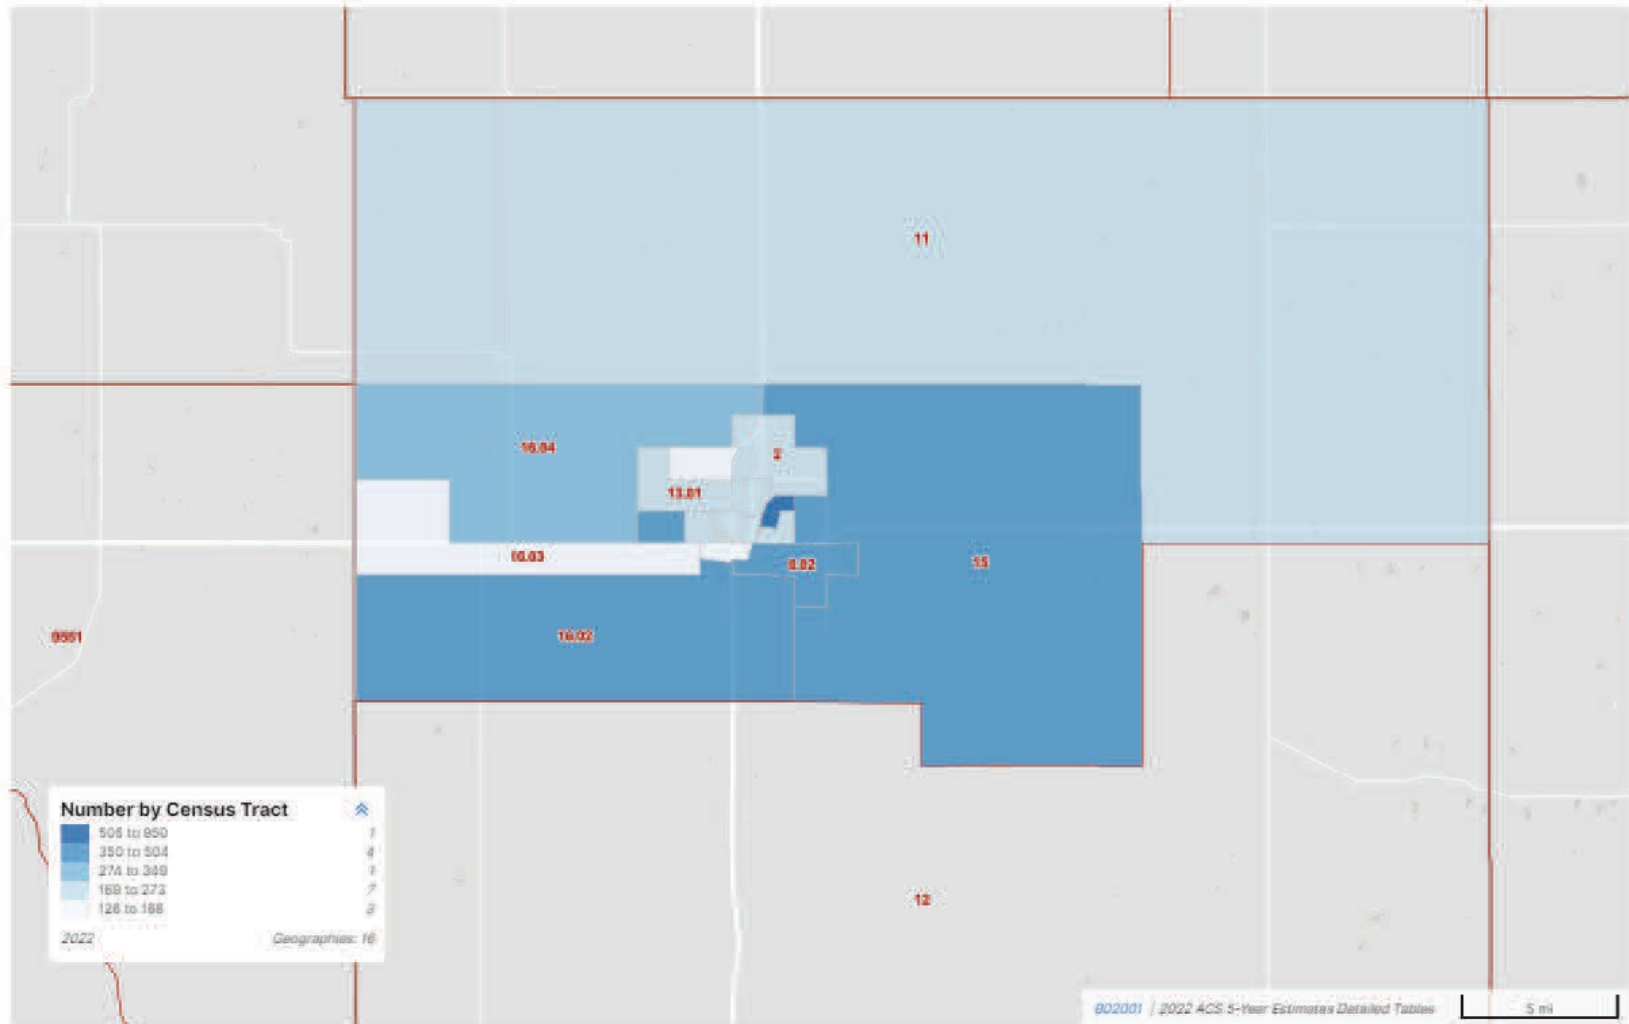 11
16.04
2
13.01
16.03
8.02
15
9551
16.02
Number by Census Tract
505 to 850 1
350 to 504 4
274 to 349 1
169 to 273 7
126 to 168 3
2022 Geographies: 16
12
B02001 | 2022 ACS 5-Year Estimates Detailed Tables
5 mi